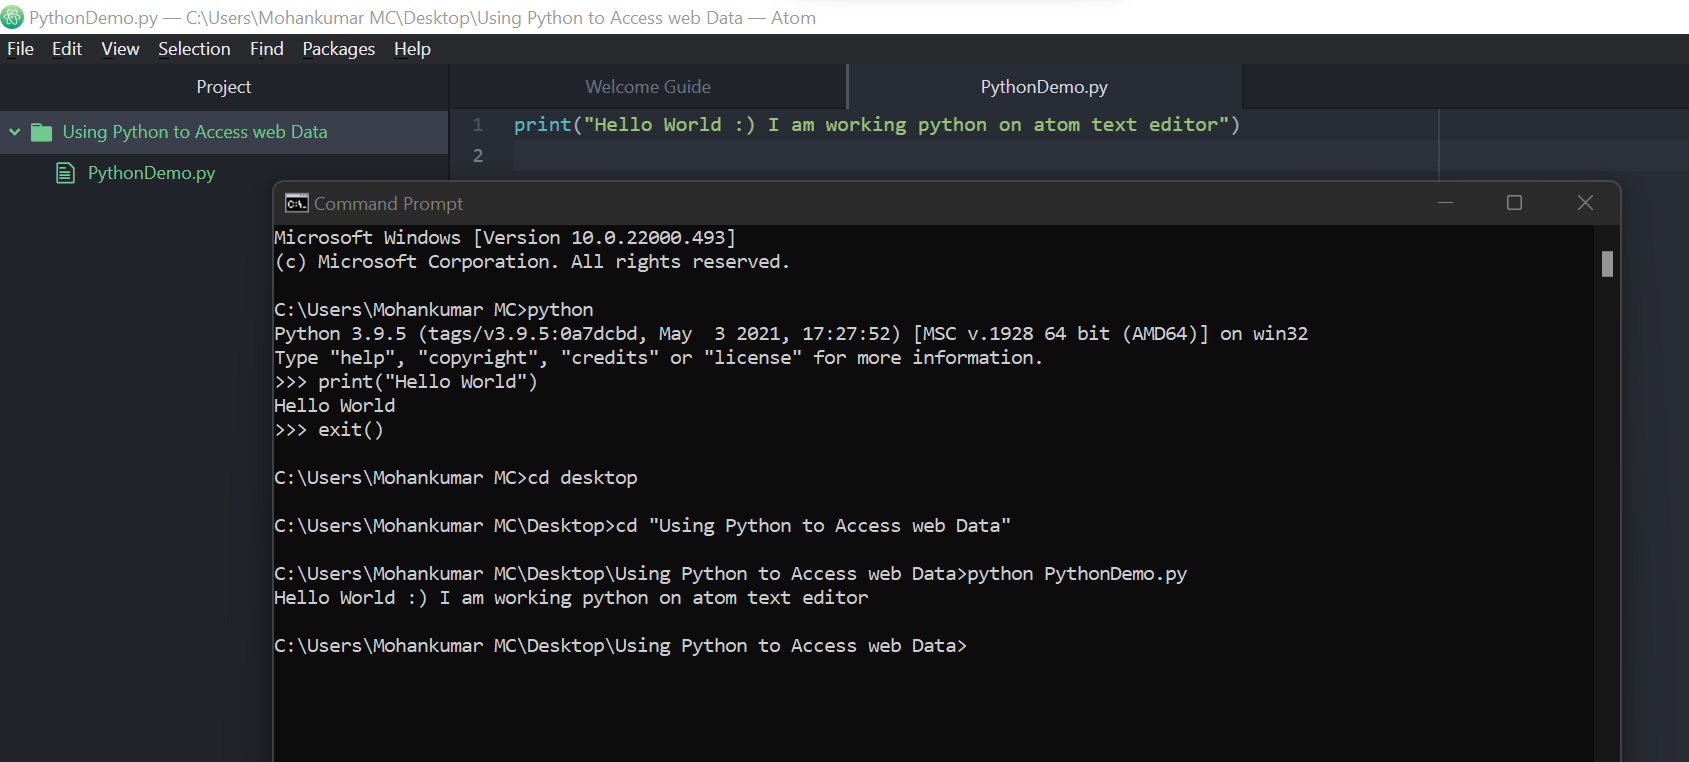 PythonDemo.py — C:\Users\Mohankumar MC\Desktop\Using Python to Access web Data — Atom
File Edit View Selection Find Packages Help
Project
Welcome Guide
PythonDemo.py
Using Python to Access web Data
PythonDemo.py
1 print("Hello World :) I am working python on atom text editor")
2
Command Prompt
Microsoft Windows [Version 10.0.22000.493]
(c) Microsoft Corporation. All rights reserved.
C:\Users\Mohankumar MC>python
Python 3.9.5 (tags/v3.9.5:0a7dcbd, May  3 2021, 17:27:52) [MSC v.1928 64 bit (AMD64)] on win32
Type "help", "copyright", "credits" or "license" for more information.
>>> print("Hello World")
Hello World
>>> exit()
C:\Users\Mohankumar MC>cd desktop
C:\Users\Mohankumar MC\Desktop>cd "Using Python to Access web Data"
C:\Users\Mohankumar MC\Desktop\Using Python to Access web Data>python PythonDemo.py
Hello World :) I am working python on atom text editor
C:\Users\Mohankumar MC\Desktop\Using Python to Access web Data>